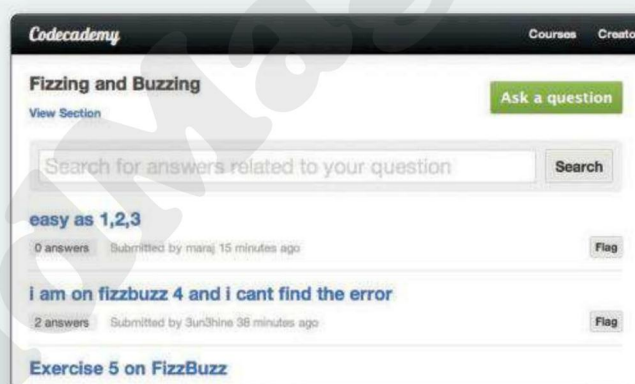 Codecademy
Courses Creato
Fizzing and Buzzing
Ask a question
View Section
Search for answers related to your question
Search
easy as 1,2,3
0 answers Submitted by maraj 15 minutes ago
Flag
i am on fizzbuzz 4 and i cant find the error
2 answers Submitted by 3un3hine 38 minutes ago
Flag
Exercise 5 on FizzBuzz